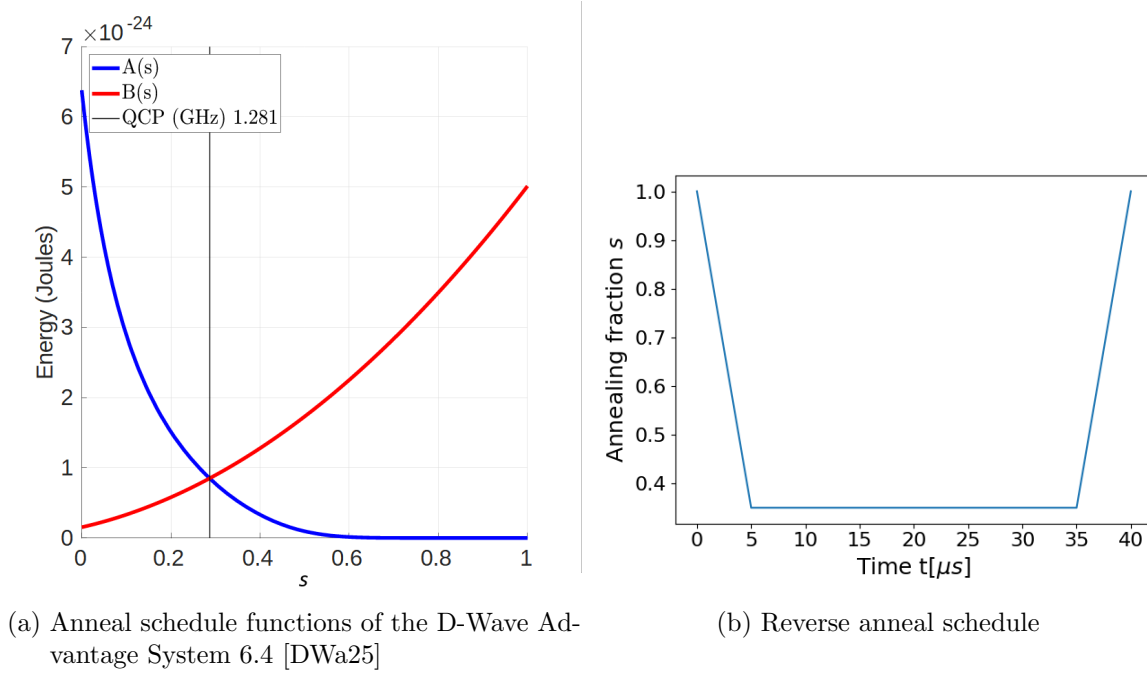 ×10 -24
7
6
5
4
3
2
1
0
Energy (Joules)
A(s)
B(s)
QCP (GHz) 1.281
0 0.2 0.4 0.6 0.8 1
s
(a) Anneal schedule functions of the D-Wave Ad-
vantage System 6.4 [DWa25]
1.0
0.9
0.8
0.7
0.6
0.5
0.4
Annealing fraction s
0 5 10 15 20 25 30 35 40
Time t[μs]
(b) Reverse anneal schedule